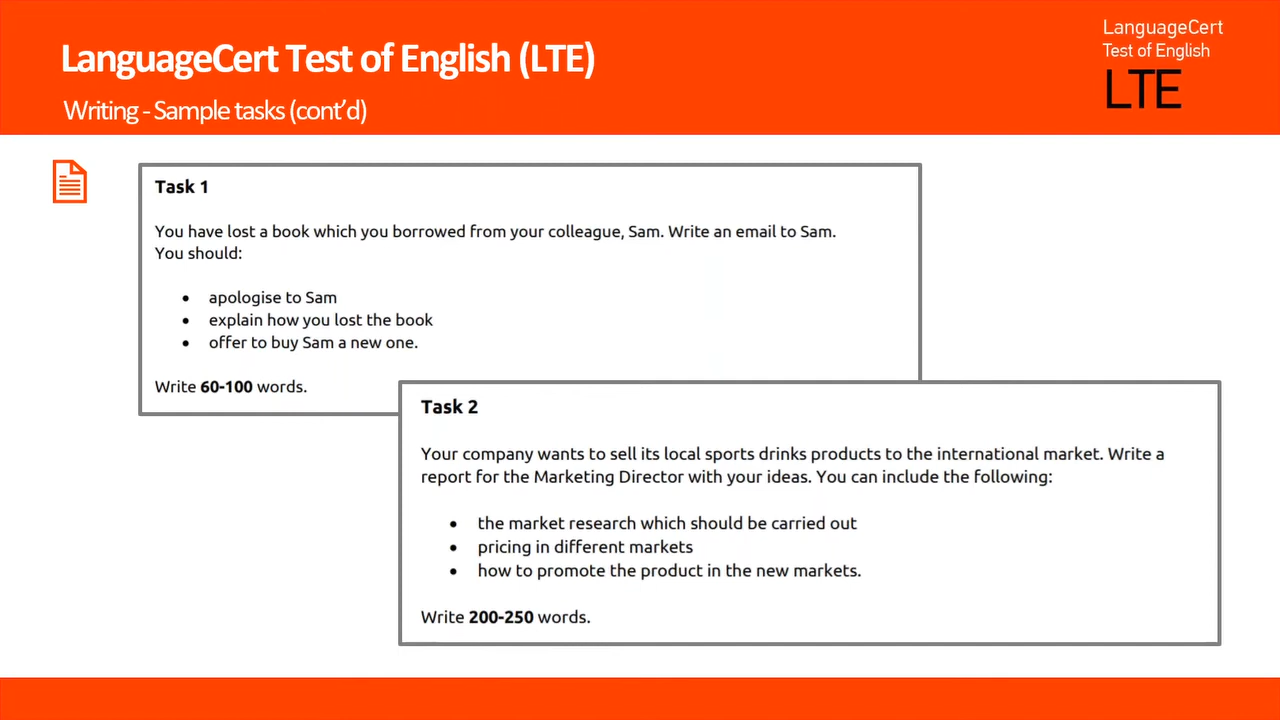 LanguageCert Test of English (LTE)
Writing - Sample tasks (cont’d)
LanguageCert
Test of English
LTE
Task 1
You have lost a book which you borrowed from your colleague, Sam. Write an email to Sam.
You should:
• apologise to Sam
• explain how you lost the book
• offer to buy Sam a new one.
Write 60-100 words.
Task 2
Your company wants to sell its local sports drinks products to the international market. Write a
report for the Marketing Director with your ideas. You can include the following:
• the market research which should be carried out
• pricing in different markets
• how to promote the product in the new markets.
Write 200-250 words.